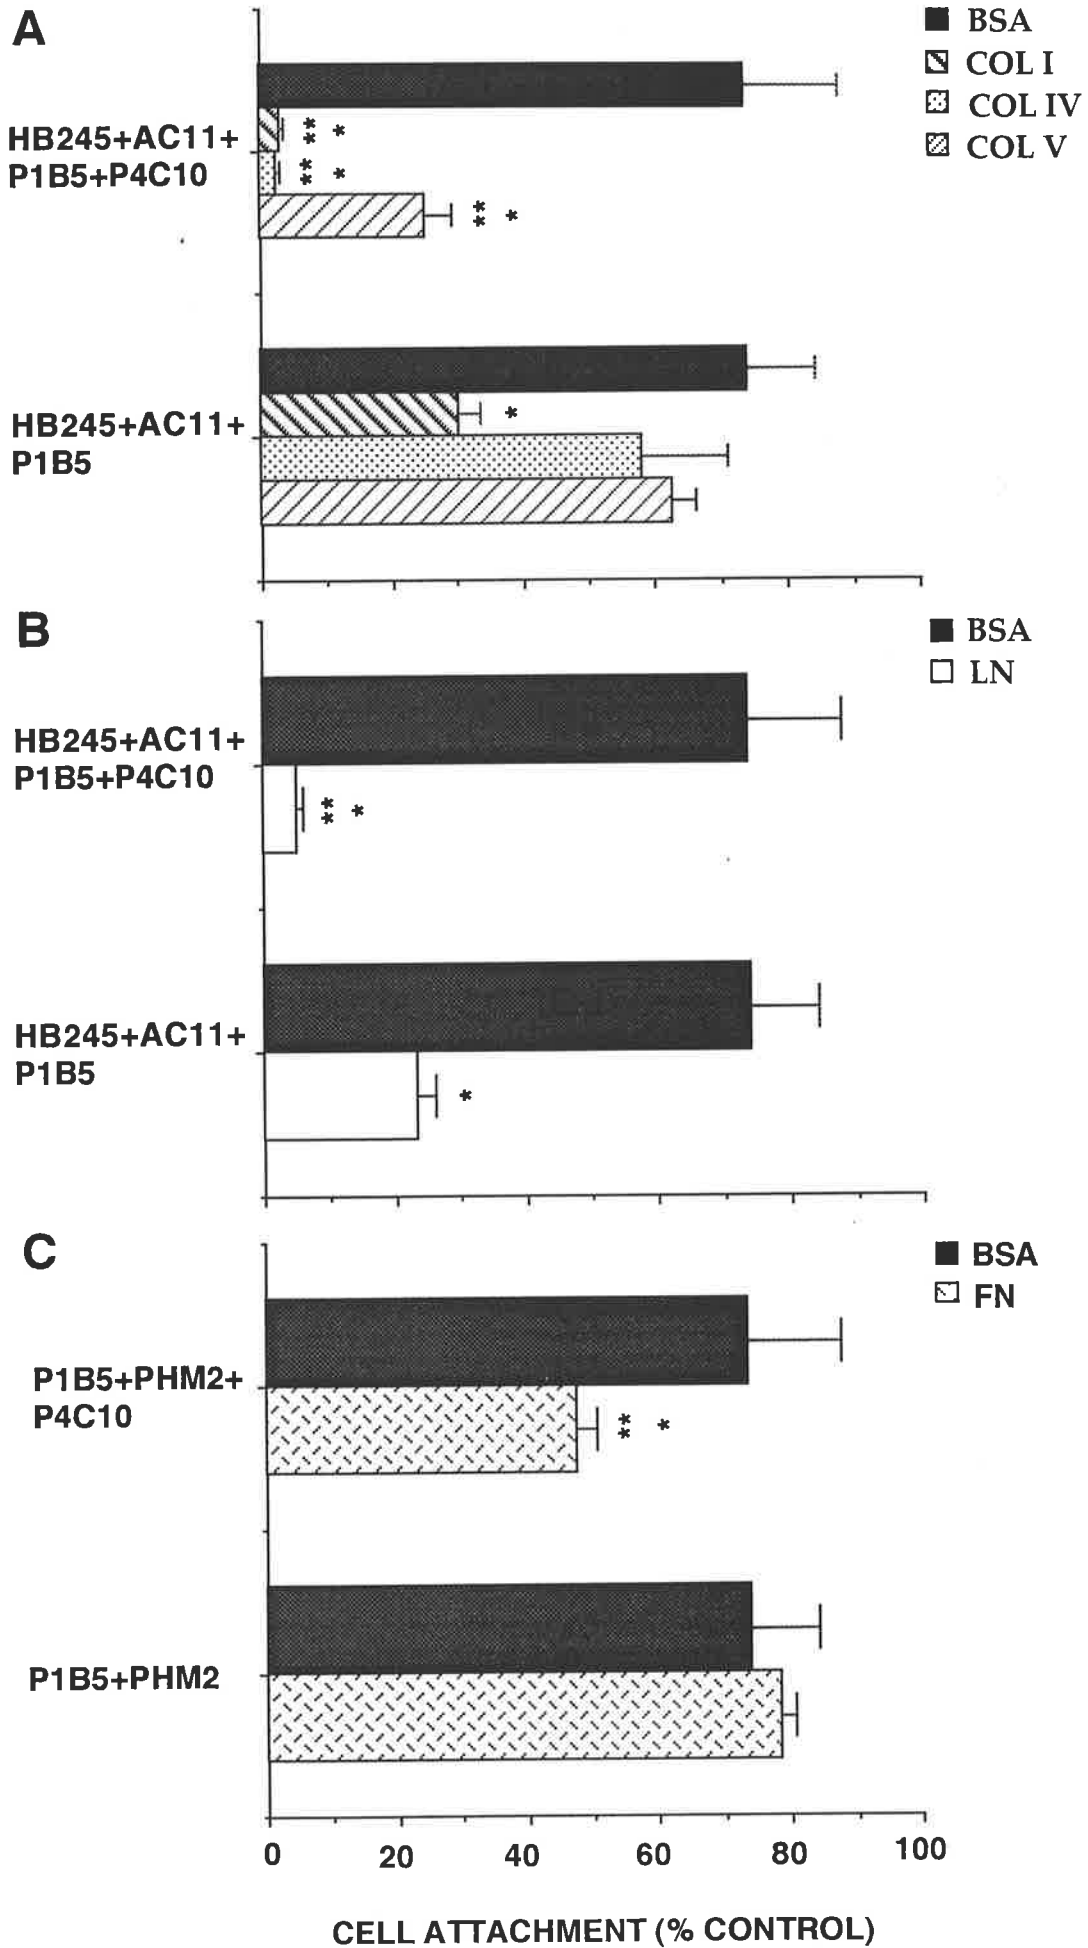 A
BSA
COL I
COL IV
COL V
HB245+AC11+
P1B5+P4C10
** *
** *
** *
HB245+AC11+
P1B5
*
B
BSA
LN
HB245+AC11+
P1B5+P4C10
** *
HB245+AC11+
P1B5
*
C
BSA
FN
P1B5+PHM2+
P4C10
** *
P1B5+PHM2
0 20 40 60 80 100
CELL ATTACHMENT (% CONTROL)